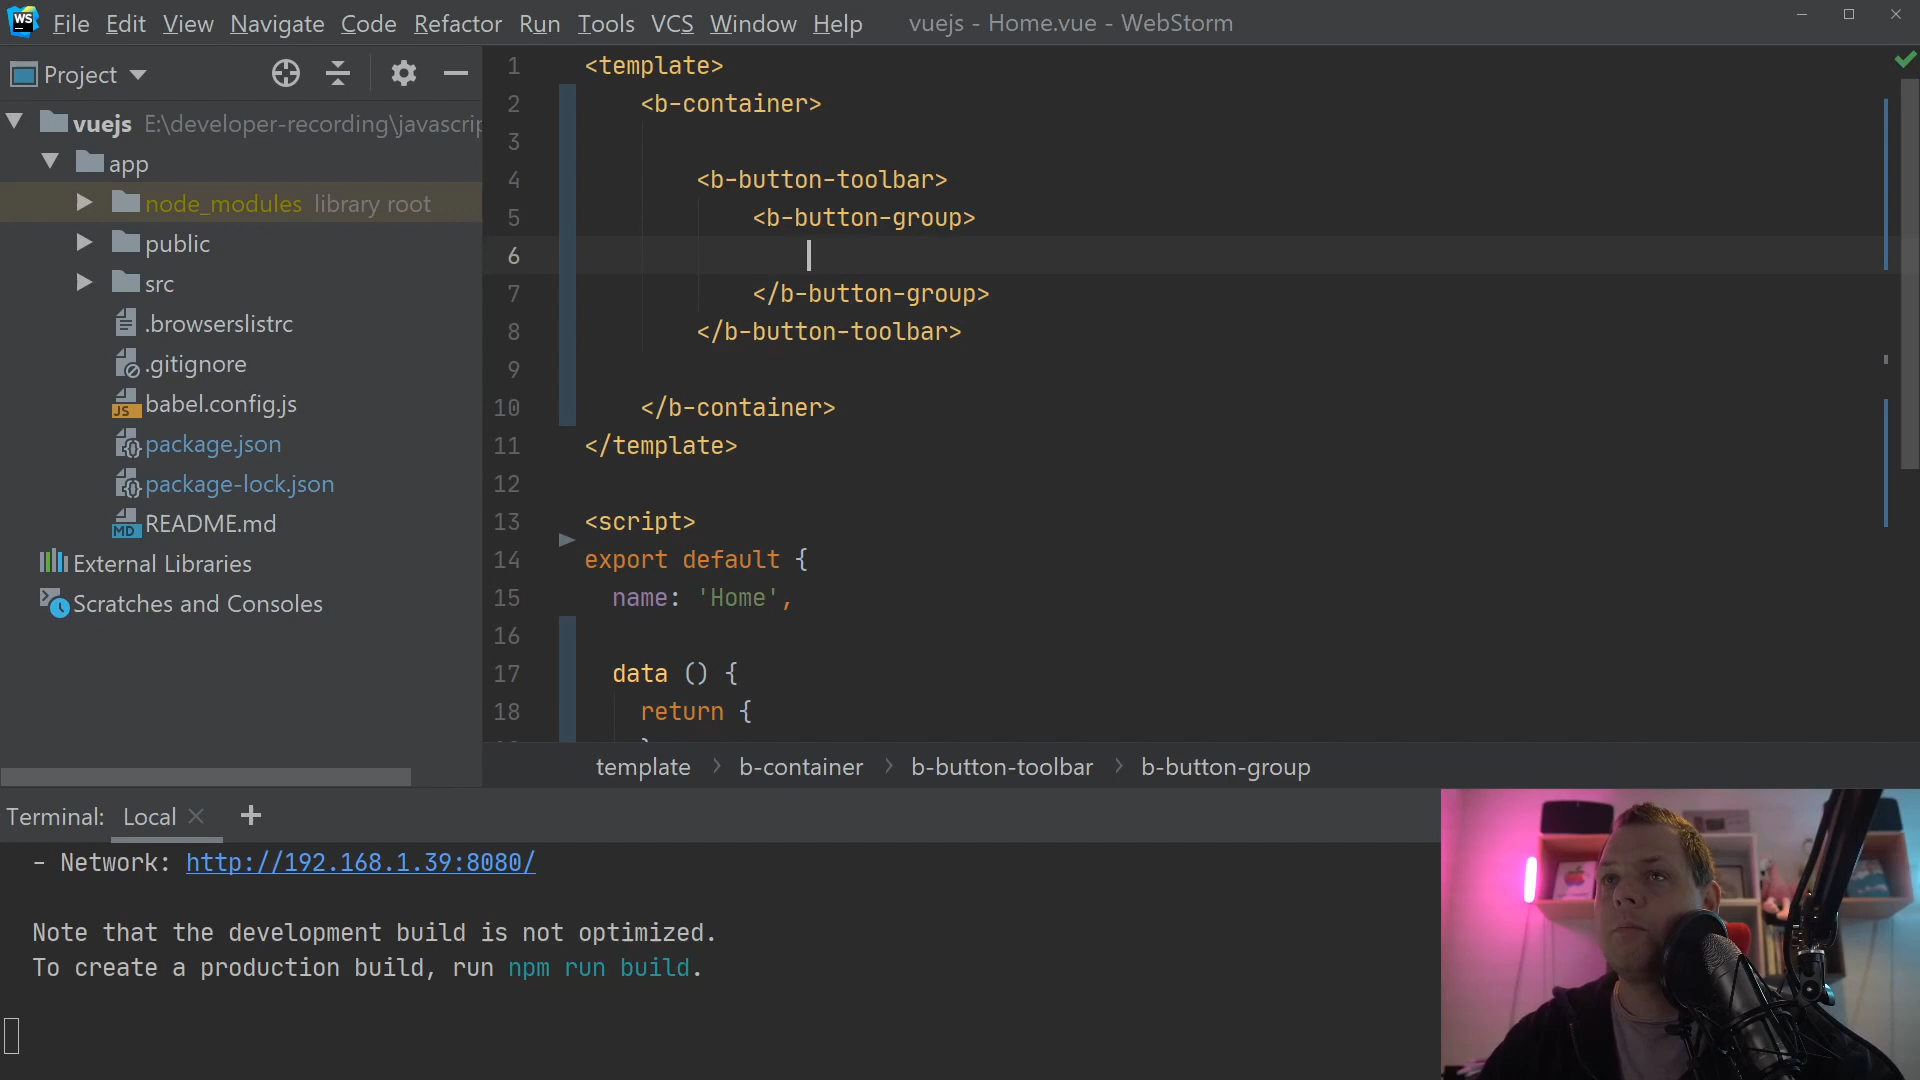 WS File Edit View Navigate Code Refactor Run Tools VCS Window Help vuejs - Home.vue - WebStorm
Project
vuejs E:\developer-recording\javascrip
app
node_modules library root
public
src
.browserslistrc
.gitignore
JS babel.config.js
package.json
package-lock.json
MD README.md
External Libraries
Scratches and Consoles
1 <template>
2 <b-container>
3
4 <b-button-toolbar>
5 <b-button-group>
6
7 </b-button-group>
8 </b-button-toolbar>
9
10 </b-container>
11 </template>
12
13 <script>
14 export default {
15 name: 'Home',
16
17 data () {
18 return {
template > b-container > b-button-toolbar > b-button-group
Terminal: Local × +
- Network: http://192.168.1.39:8080/
Note that the development build is not optimized.
To create a production build, run npm run build.